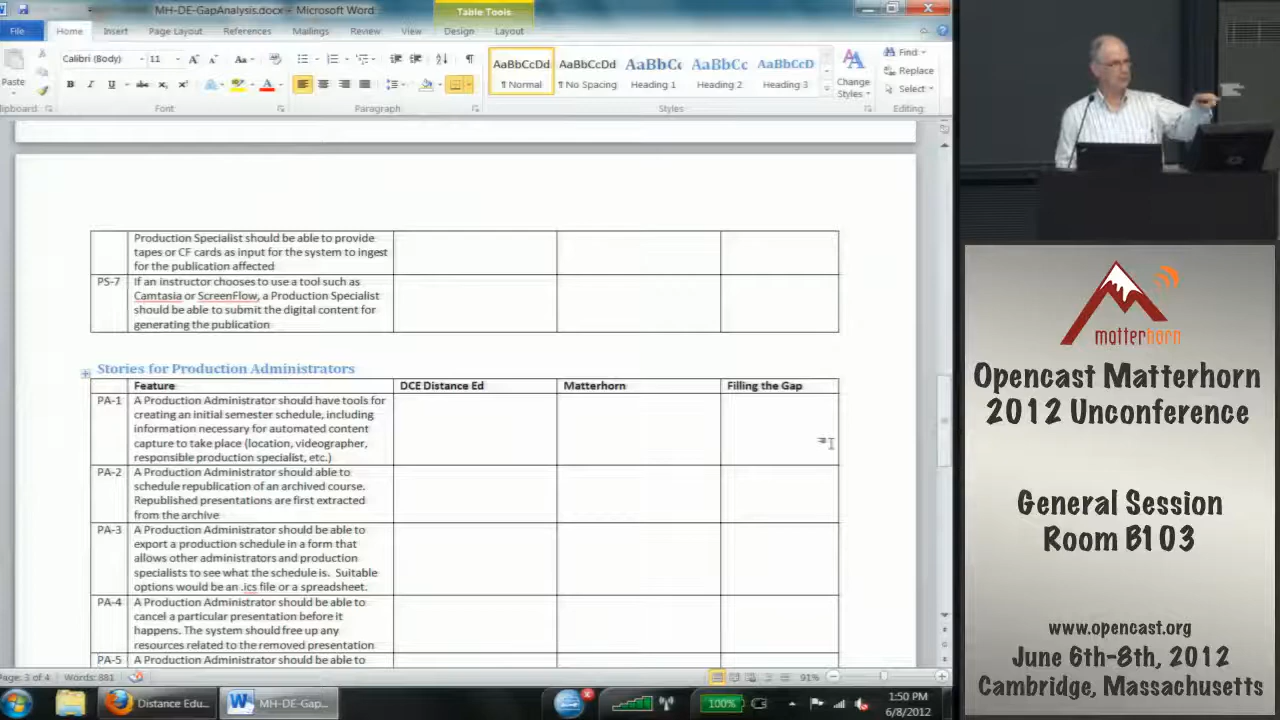 MH-DE-GapAnalysis.docx - Microsoft Word
Table Tools
File Home Insert Page Layout References Mailings Review View Design Layout
Calibri (Body) 11
Paste
AaBbCcDd AaBbCcDd AaBbCc AaBbCc AaBbCcD
¶ Normal ¶ No Spacing Heading 1 Heading 2 Heading 3
Change
Styles
Find
Replace
Select
Clipboard Font Paragraph Styles Editing
Production Specialist should be able to provide
tapes or CF cards as input for the system to ingest
for the publication affected
PS-7 If an instructor chooses to use a tool such as
Camtasia or ScreenFlow, a Production Specialist
should be able to submit the digital content for
generating the publication
Stories for Production Administrators
Feature DCE Distance Ed Matterhorn Filling the Gap
PA-1 A Production Administrator should have tools for
creating an initial semester schedule, including
information necessary for automated content
capture to take place (location, videographer,
responsible production specialist, etc.)
PA-2 A Production Administrator should able to
schedule republication of an archived course.
Republished presentations are first extracted
from the archive
PA-3 A Production Administrator should be able to
export a production schedule in a form that
allows other administrators and production
specialists to see what the schedule is. Suitable
options would be an .ics file or a spreadsheet.
PA-4 A Production Administrator should be able to
cancel a particular presentation before it
happens. The system should free up any
resources related to the removed presentation
PA-5 A Production Administrator should be able to
Page: 3 of 4 Words: 881
91%
Distance Edu...
MH-DE-Gap...
100%
1:50 PM
6/8/2012
matterhorn
Opencast Matterhorn
2012 Unconference
General Session
Room B103
www.opencast.org
June 6th-8th, 2012
Cambridge, Massachusetts